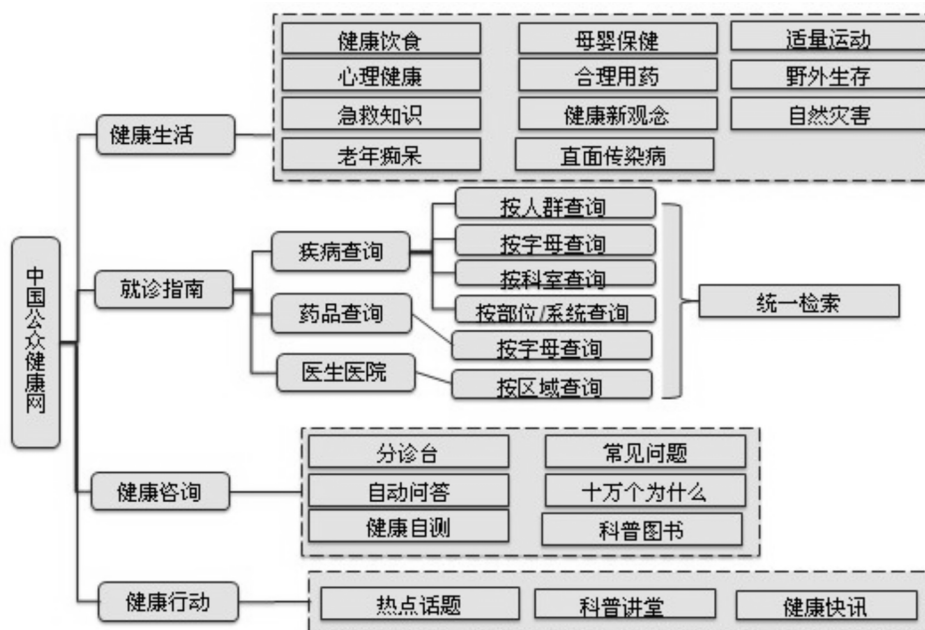 中国公众健康网
健康生活
健康饮食
母婴保健
适量运动
心理健康
合理用药
野外生存
急救知识
健康新观念
自然灾害
老年痴呆
直面传染病
就诊指南
疾病查询
按人群查询
按字母查询
按科室查询
按部位/系统查询
药品查询
按字母查询
医生医院
按区域查询
统一检索
健康咨询
分诊台
常见问题
自动问答
十万个为什么
健康自测
科普图书
健康行动
热点话题
科普讲堂
健康快讯